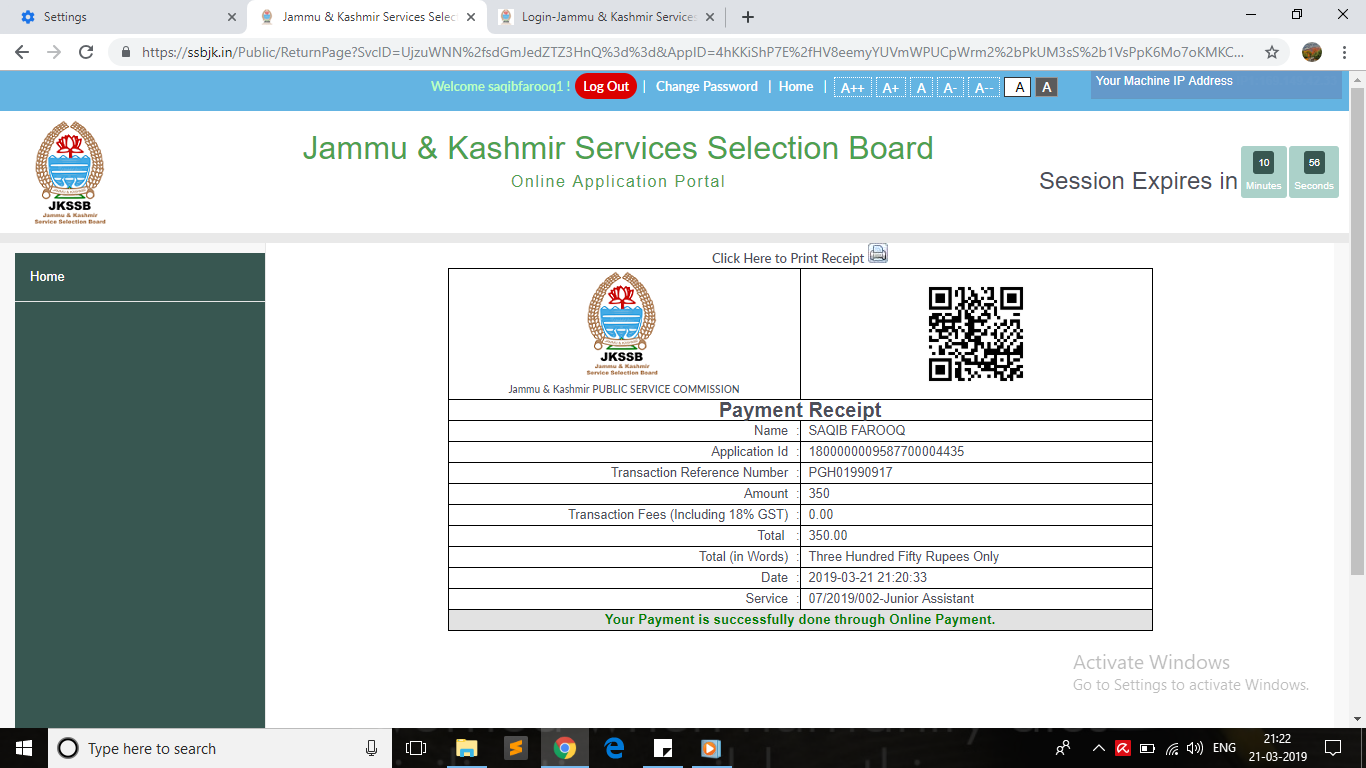 Settings
Jammu & Kashmir Services Selec
Login-Jammu & Kashmir Services
https://ssbjk.in/Public/ReturnPage?SvcID=UjzuWNN%2fsdGmJedZTZ3HnQ%3d%3d&AppID=4hKKiShP7E%2fHV8eemyYUVmWPUCpWrm2%2bPkUM3sS%2b1VsPpK6Mo7oKMKC...
Welcome saqibfarooq1 ! Log Out | Change Password | Home | A++ A+ A A- A-- A A
Your Machine IP Address
Jammu & Kashmir Services Selection Board
Online Application Portal
JKSSB
Jammu & Kashmir
Service Selection Board
Session Expires in 10 Minutes 56 Seconds
Home
Click Here to Print Receipt
JKSSB
Jammu & Kashmir
Service Selection Board
Jammu & Kashmir PUBLIC SERVICE COMMISSION
Payment Receipt
Name : SAQIB FAROOQ
Application Id : 1800000009587700004435
Transaction Reference Number : PGH01990917
Amount : 350
Transaction Fees (Including 18% GST) : 0.00
Total : 350.00
Total (in Words) : Three Hundred Fifty Rupees Only
Date : 2019-03-21 21:20:33
Service : 07/2019/002-Junior Assistant
Your Payment is successfully done through Online Payment.
Activate Windows
Go to Settings to activate Windows.
Type here to search
ENG
21:22
21-03-2019